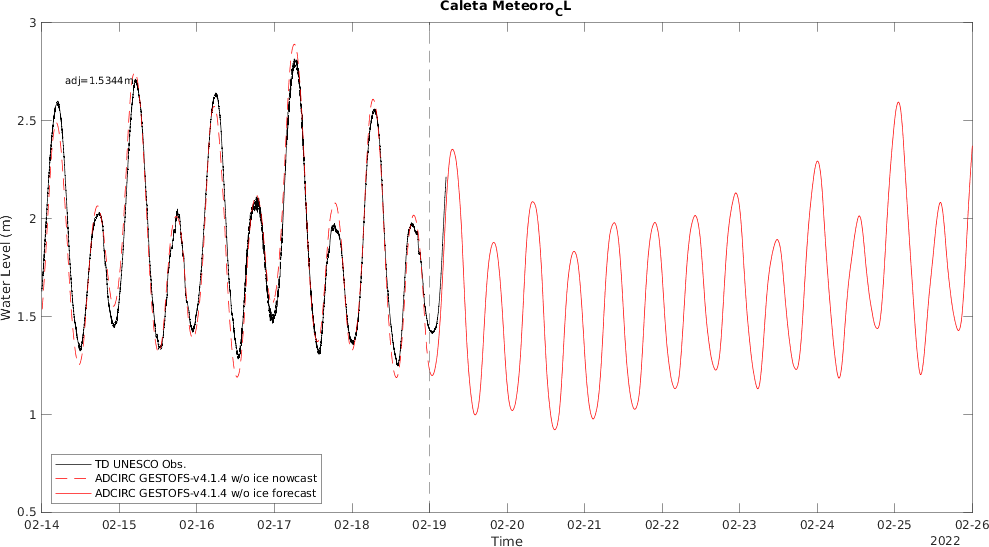 Caleta Meteoro_CL
3
2.5
2
1.5
1
0.5
Water Level (m)
adj=1.5344m
TD UNESCO Obs.
ADCIRC GESTOFS-v4.1.4 w/o ice nowcast
ADCIRC GESTOFS-v4.1.4 w/o ice forecast
02-14 02-15 02-16 02-17 02-18 02-19 02-20 02-21 02-22 02-23 02-24 02-25 02-26
Time
2022